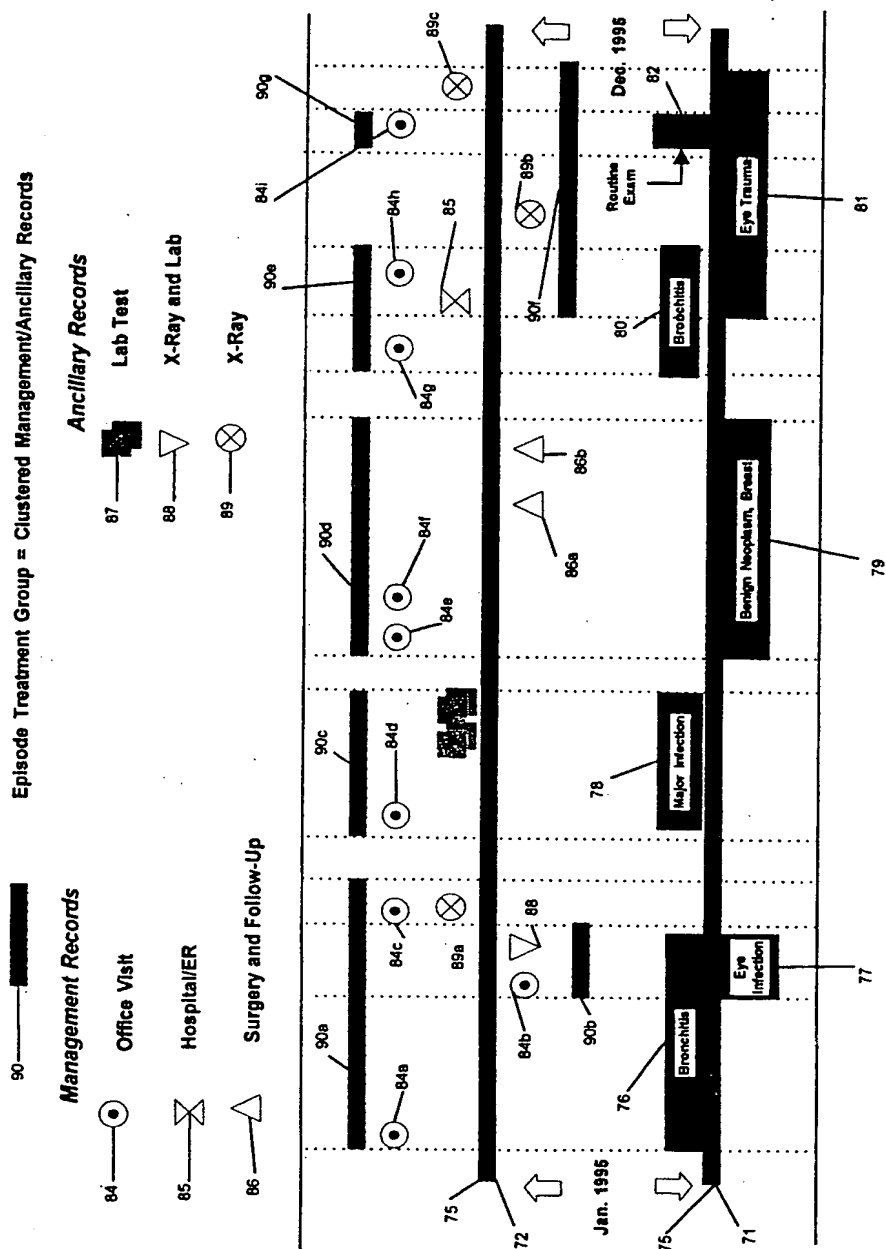 90 Episode Treatment Group = Clustered Management/Ancillary Records
Management Records
84 Office Visit
85 Hospital/ER
86 Surgery and Follow-Up
Ancillary Records
87 Lab Test
88 X-Ray and Lab
89 X-Ray
90a
90c
90d
90e
90g
84i
84a
84c
84d
84e
84f
84g
84h
85
89c
89a
75
72
84b
88
86a
86b
89b
90b
90f
Jan. 1995
Dec. 1995
Routine
Exam
82
76
78
80
Bronchitis
Major Infection
Broochitis
75
71
Eye
Infection
Benign Neoplasm, Breast
Eye Trauma
77
79
81